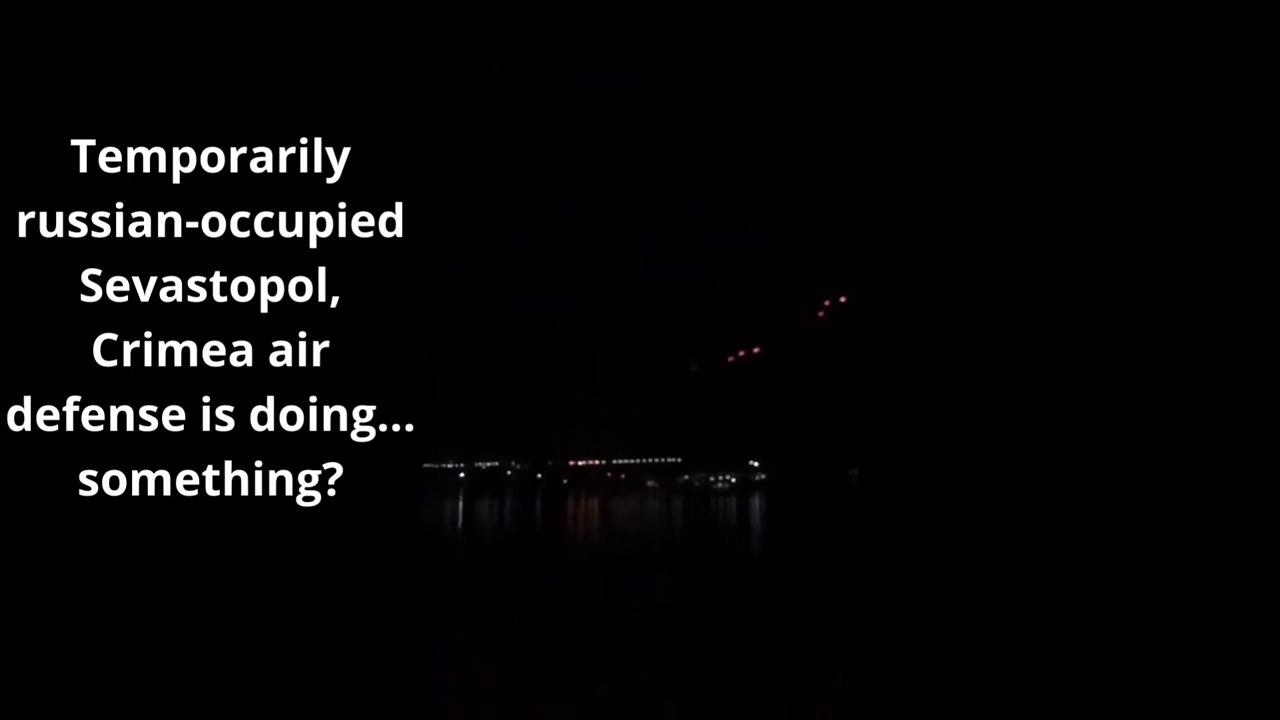 Temporarily
russian-occupied
Sevastopol,
Crimea air
defense is doing...
something?